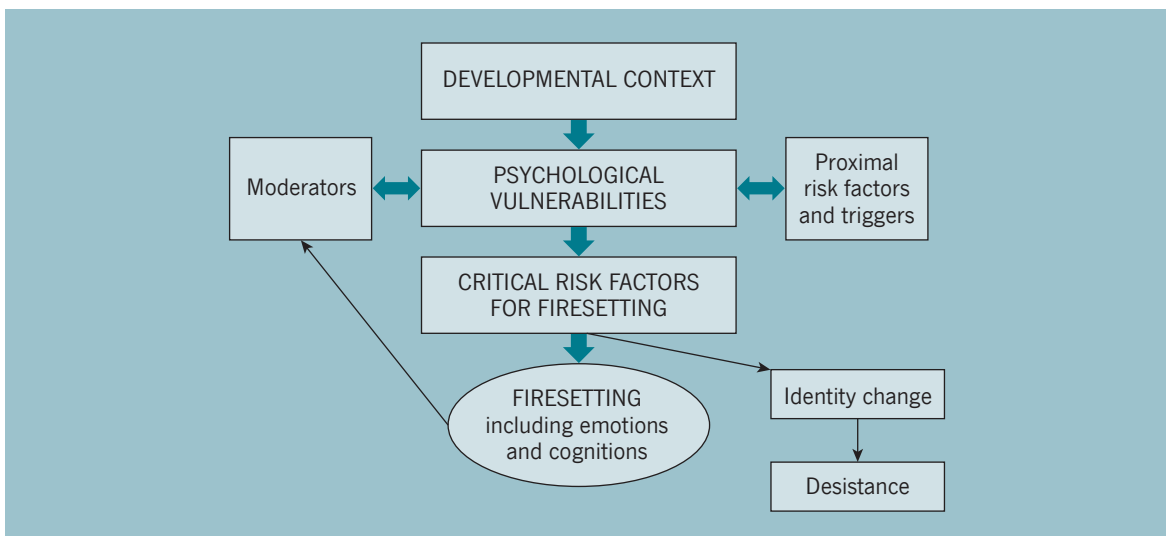 DEVELOPMENTAL CONTEXT
Moderators
PSYCHOLOGICAL
VULNERABILITIES
Proximal
risk factors
and triggers
CRITICAL RISK FACTORS
FOR FIRESETTING
FIRESETTING
including emotions
and cognitions
Identity change
Desistance